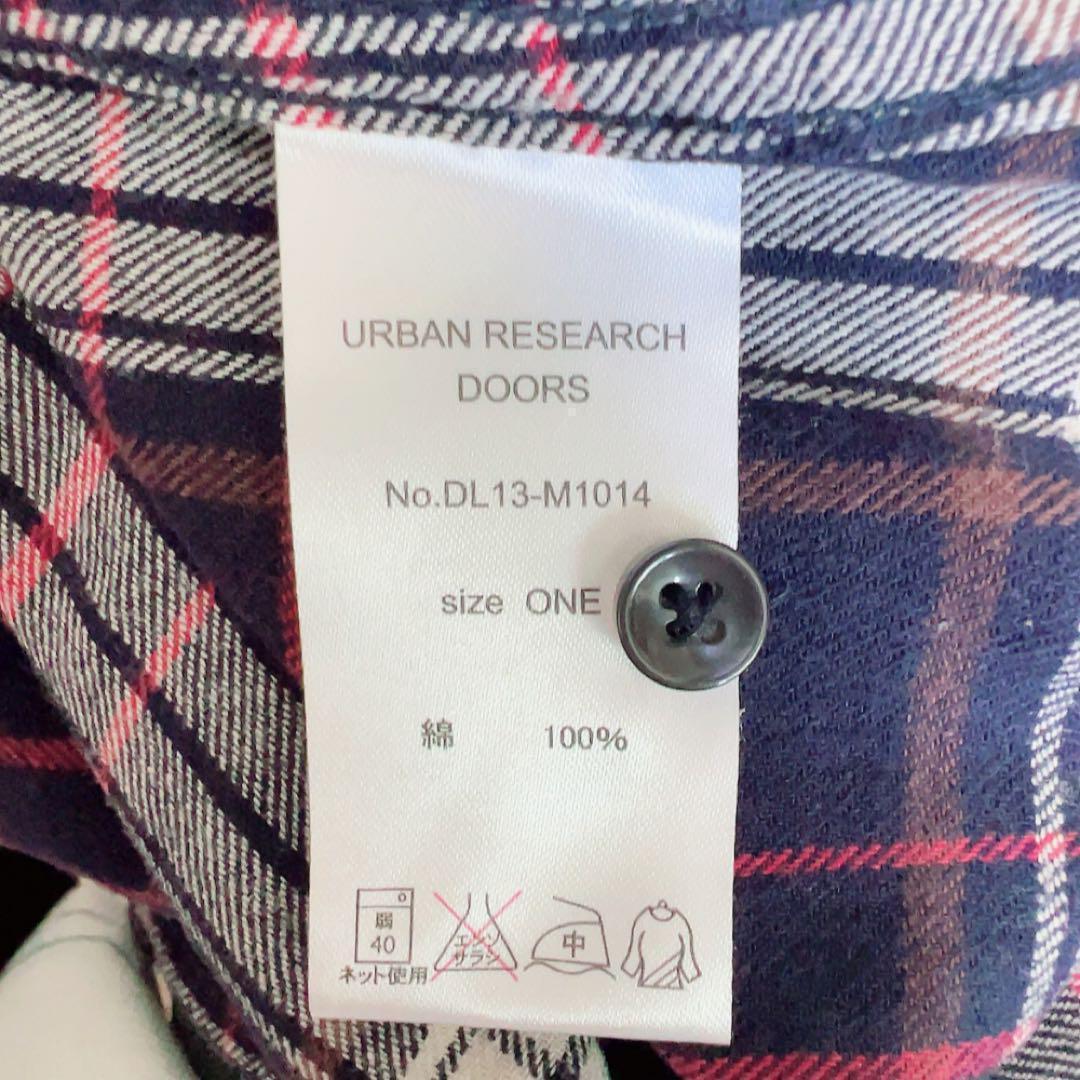 URBAN RESEARCH
DOORS
No.DL13-M1014
size ONE
綿 100%
弱
40
ネット使用
エンソ
サラシ
中